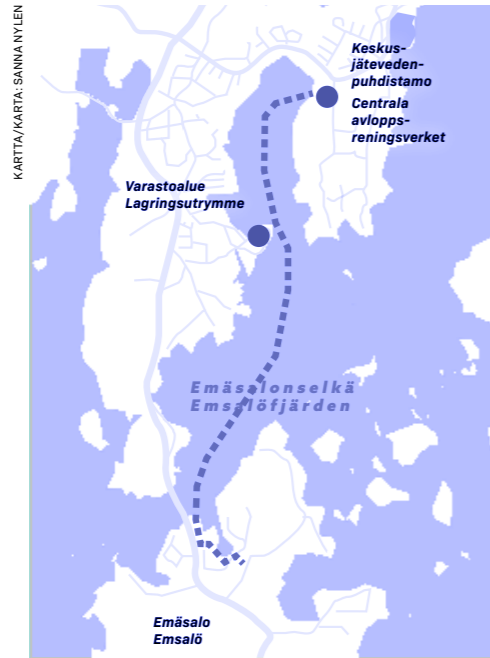 KARTTA/KARTA: SANNA NYLEN
Keskus-
jäteveden-
puhdistamo
Centrala
avlopps-
reningsverket
Varastoalue
Lagringsutrymme
Emäsalonselkä
Emsalöfjärden
Emäsalo
Emsalö